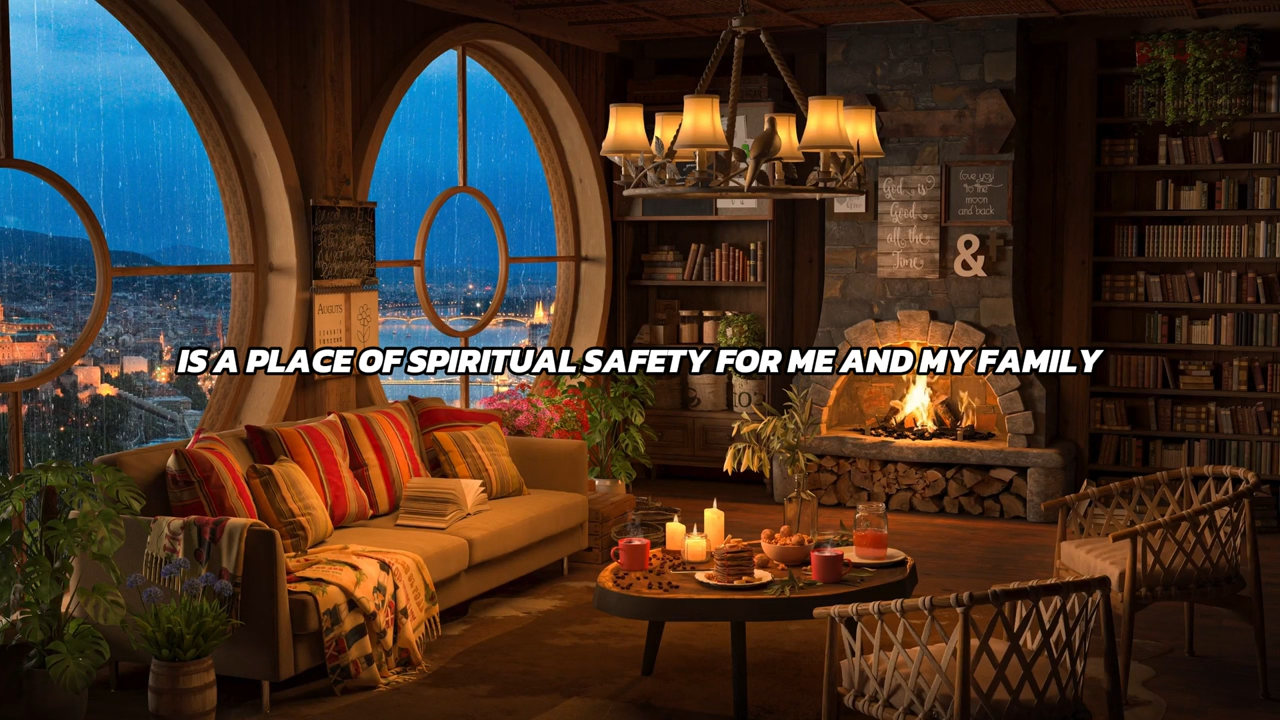 IS A PLACE OF SPIRITUAL SAFETY FOR ME AND MY FAMILY
God is
Good
all the
Time
love you
to the
moon
and back
&
AUGUTS